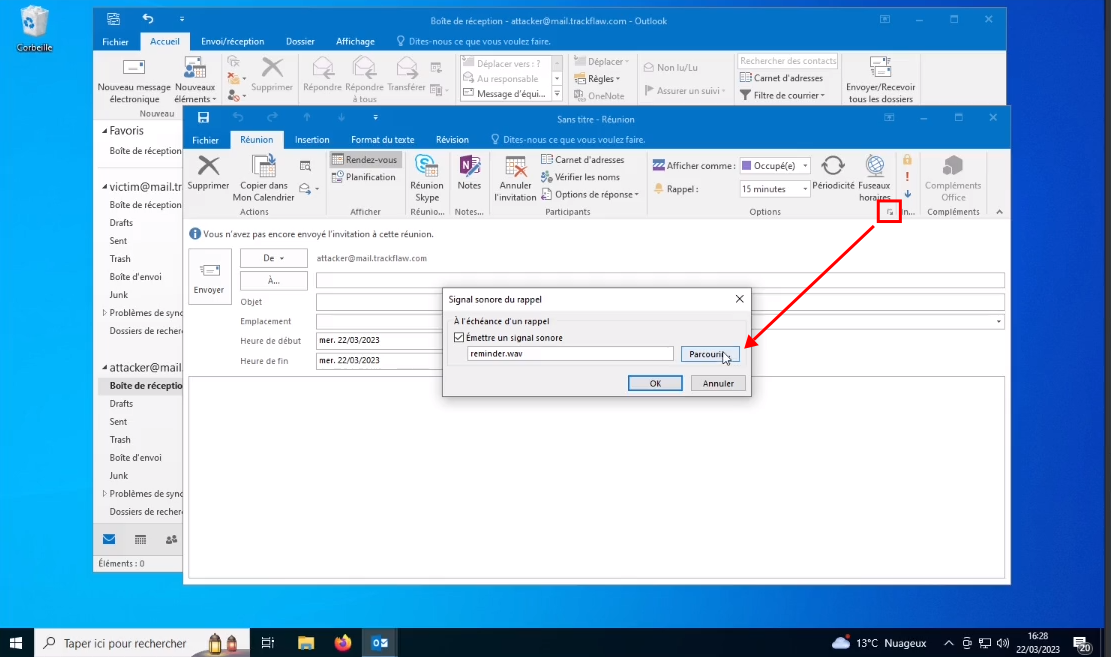 Corbeille
Boîte de réception - attacker@mail.trackflaw.com - Outlook
Fichier Accueil Envoi/réception Dossier Affichage Dites-nous ce que vous voulez faire.
Nouveau message électronique
Nouveaux éléments
Supprimer
Répondre
Répondre à tous
Transférer
Déplacer vers : ?
Au responsable
Message d'équi...
Déplacer
Règles
OneNote
Non lu/Lu
Assurer un suivi
Rechercher des contacts
Carnet d'adresses
Filtre de courrier
Envoyer/Recevoir tous les dossiers
Nouveau
Favoris
Boîte de réception
victim@mail.tr
Boîte de réception
Drafts
Sent
Trash
Boîte d'envoi
Junk
Problèmes de sync
Dossiers de recher
attacker@mail.
Boîte de réceptio
Drafts
Sent
Trash
Boîte d'envoi
Junk
Problèmes de sync
Dossiers de recher
Éléments : 0
Sans titre - Réunion
Fichier Réunion Insertion Format du texte Révision Dites-nous ce que vous voulez faire.
Supprimer
Copier dans Mon Calendrier
Actions
Rendez-vous
Planification
Afficher
Réunion Skype
Réunio...
Notes
Notes...
Annuler l'invitation
Carnet d'adresses
Vérifier les noms
Options de réponse
Participants
Afficher comme : Occupé(e)
Rappel : 15 minutes
Périodicité
Fuseaux horaires
Options
n...
Compléments Office
Compléments
Vous n'avez pas encore envoyé l'invitation à cette réunion.
Envoyer
De attacker@mail.trackflaw.com
À...
Objet
Emplacement
Heure de début mer. 22/03/2023
Heure de fin mer. 22/03/2023
Signal sonore du rappel
À l'échéance d'un rappel
Émettre un signal sonore
reminder.wav
OK Annuler
Taper ici pour rechercher
13°C Nuageux
16:28
22/03/2023
20